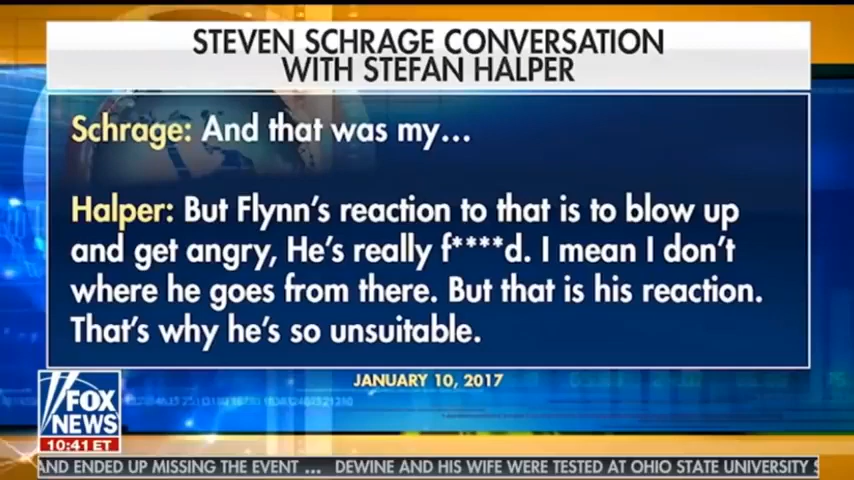 STEVEN SCHRAGE CONVERSATION
WITH STEFAN HALPER
Schrage: And that was my...
Halper: But Flynn's reaction to that is to blow up
and get angry, He's really f****d. I mean I don't
where he goes from there. But that is his reaction.
That's why he's so unsuitable.
JANUARY 10, 2017
FOX
NEWS
10:41 ET
AND ENDED UP MISSING THE EVENT ... DEWINE AND HIS WIFE WERE TESTED AT OHIO STATE UNIVERSITY